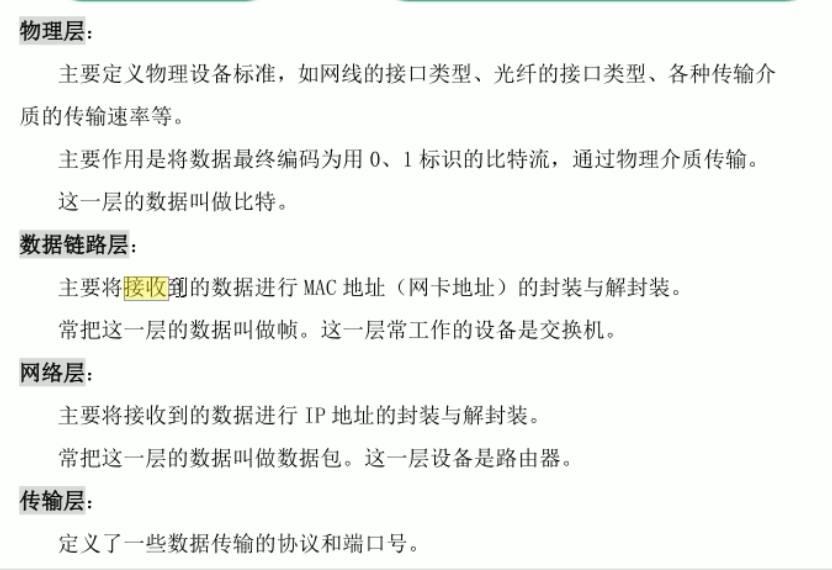 物理层：
主要定义物理设备标准，如网线的接口类型、光纤的接口类型、各种传输介
质的传输速率等。
主要作用是将数据最终编码为用 0、1 标识的比特流，通过物理介质传输。
这一层的数据叫做比特。
数据链路层：
主要将接收到的数据进行 MAC 地址（网卡地址）的封装与解封装。
常把这一层的数据叫做帧。这一层常工作的设备是交换机。
网络层：
主要将接收到的数据进行 IP 地址的封装与解封装。
常把这一层的数据叫做数据包。这一层设备是路由器。
传输层：
定义了一些数据传输的协议和端口号。